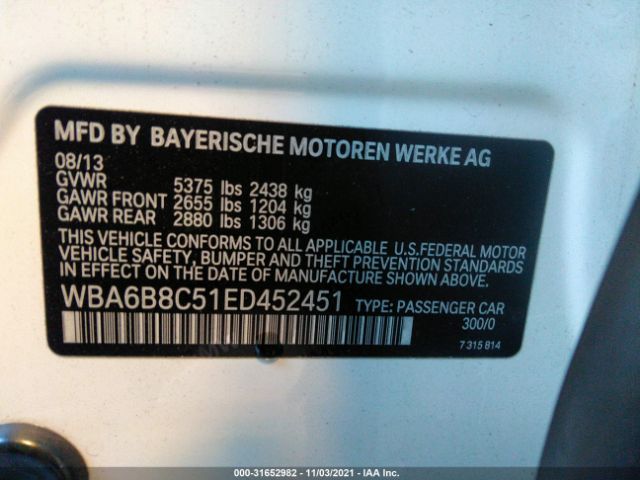 MFD BY BAYERISCHE MOTOREN WERKE AG
08/13
GVWR 5375 lbs 2438 kg
GAWR FRONT 2655 lbs 1204 kg
GAWR REAR 2880 lbs 1306 kg
THIS VEHICLE CONFORMS TO ALL APPLICABLE U.S.FEDERAL MOTOR
VEHICLE SAFETY, BUMPER AND THEFT PREVENTION STANDARDS
IN EFFECT ON THE DATE OF MANUFACTURE SHOWN ABOVE.
WBA6B8C51ED452451 TYPE: PASSENGER CAR
300/0
7 315 814
000-31652982 - 11/03/2021 - IAA Inc.